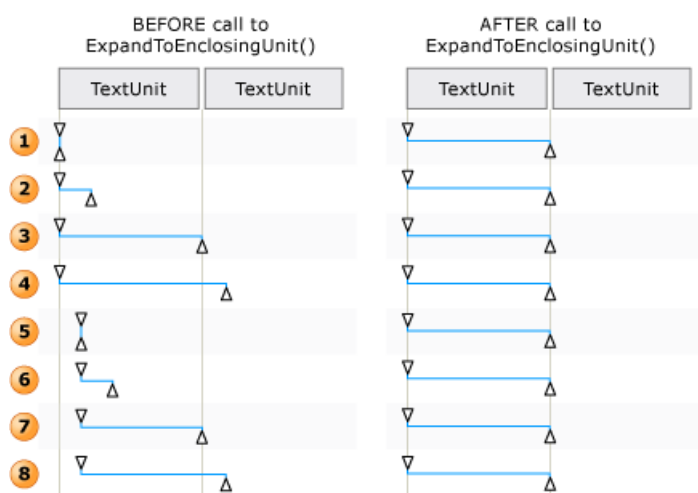 BEFORE call to
ExpandToEnclosingUnit()
AFTER call to
ExpandToEnclosingUnit()
TextUnit TextUnit TextUnit TextUnit
1
2
3
4
5
6
7
8